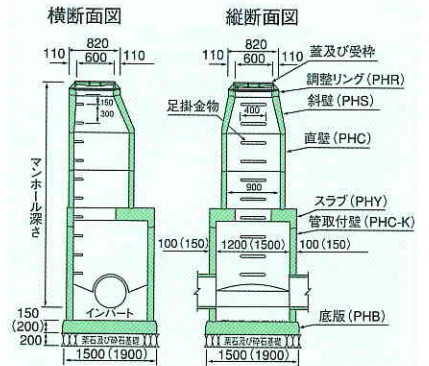 横断面図
縦断面図
820
110 600 110
820
110 600 110
蓋及び受枠
調整リング(PHR)
斜壁(PHS)
足掛金物
150
300
400
直壁(PHC)
900
マンホール深さ
スラブ(PHY)
管取付壁(PHC-K)
100(150) 1200(1500) 100(150)
インバート
底版(PHB)
150
(200)
200
栗石及び砕石基礎
栗石及び砕石基礎
1500(1900)
1500(1900)